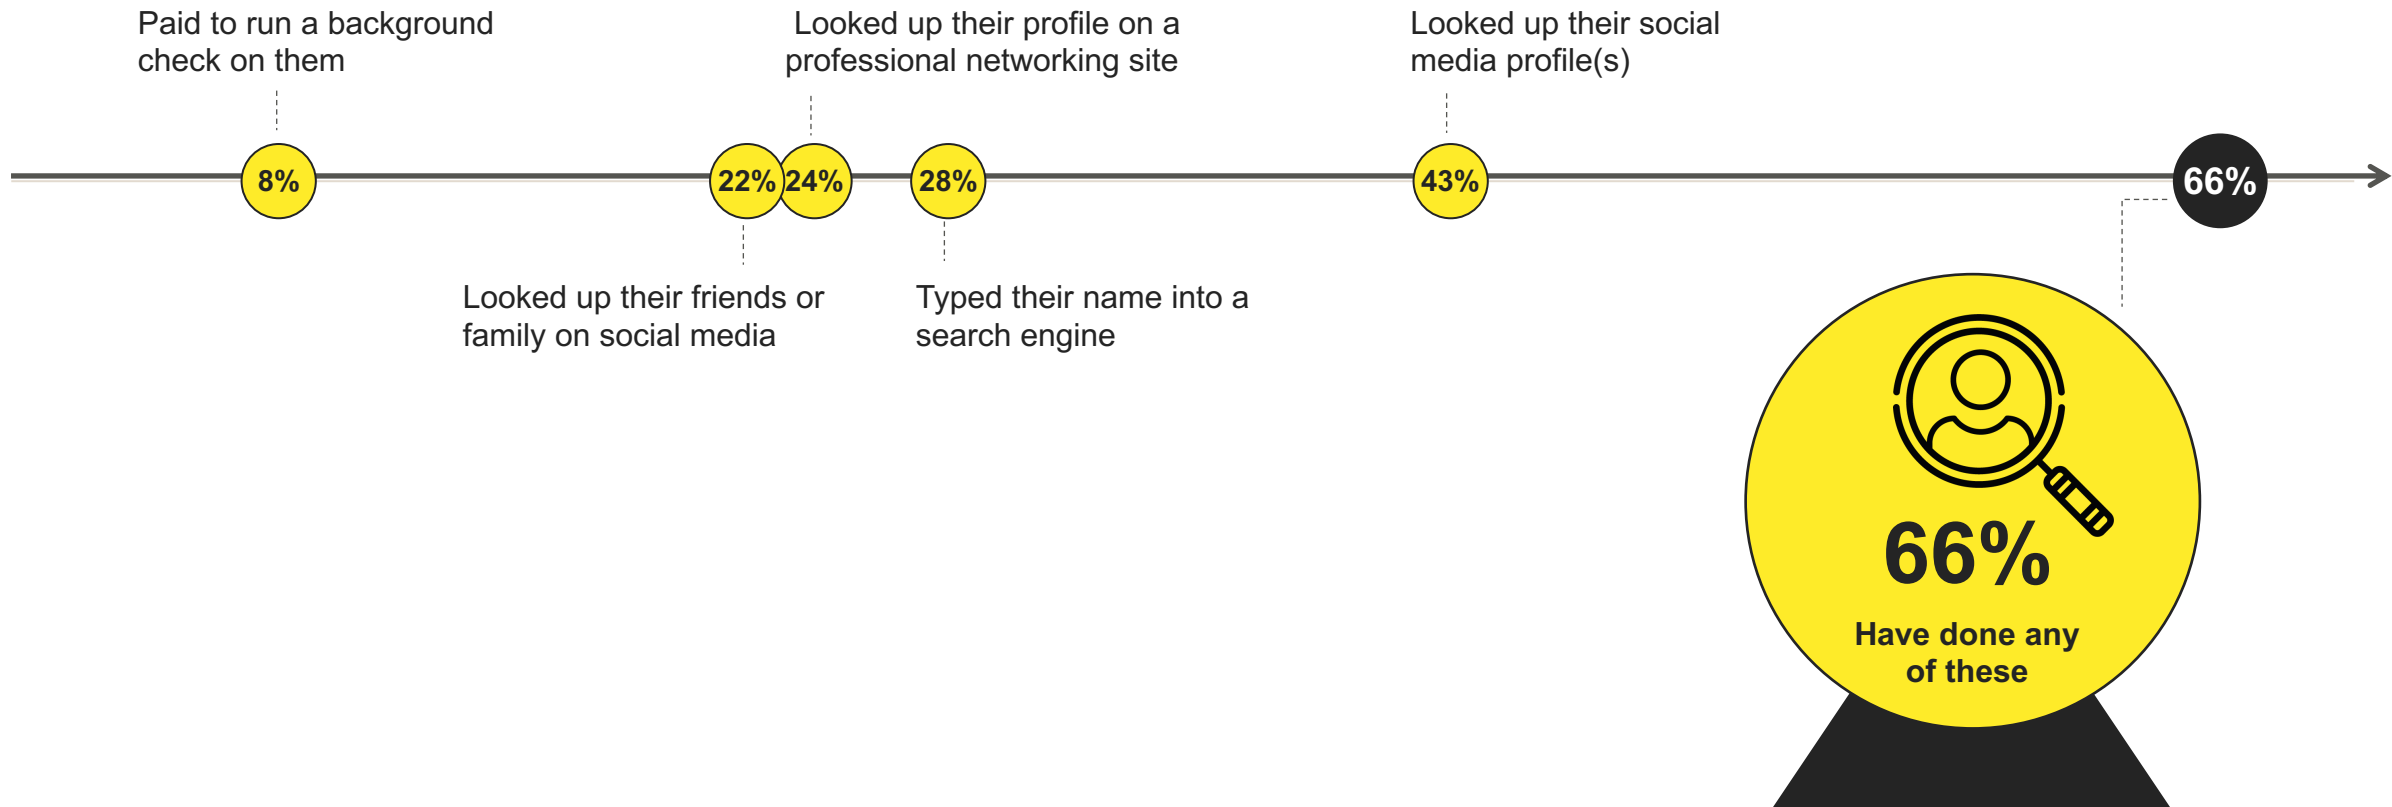 Paid to run a background
check on them
Looked up their profile on a
professional networking site
Looked up their social
media profile(s)
8%
22%
24%
28%
43%
66%
Looked up their friends or
family on social media
Typed their name into a
search engine
66%
Have done any
of these